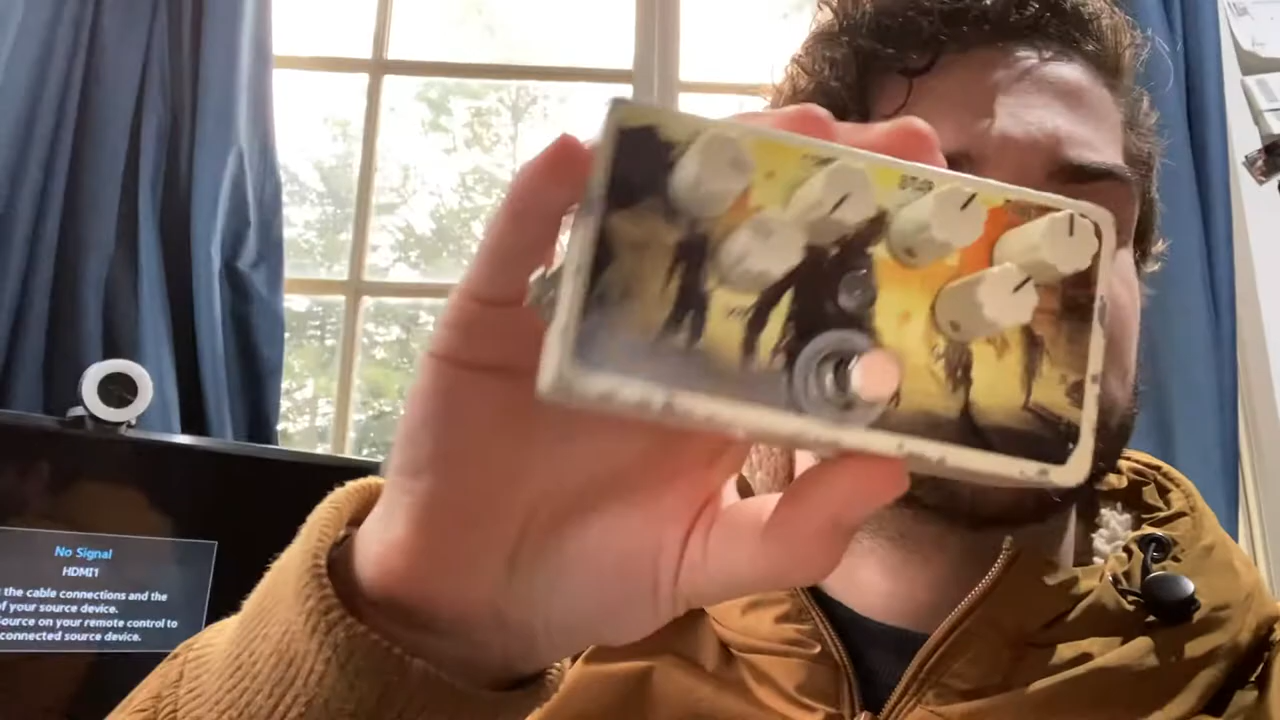 No Signal
HDMI1
the cable connections and the
of your source device.
Source on your remote control to
connected source device.